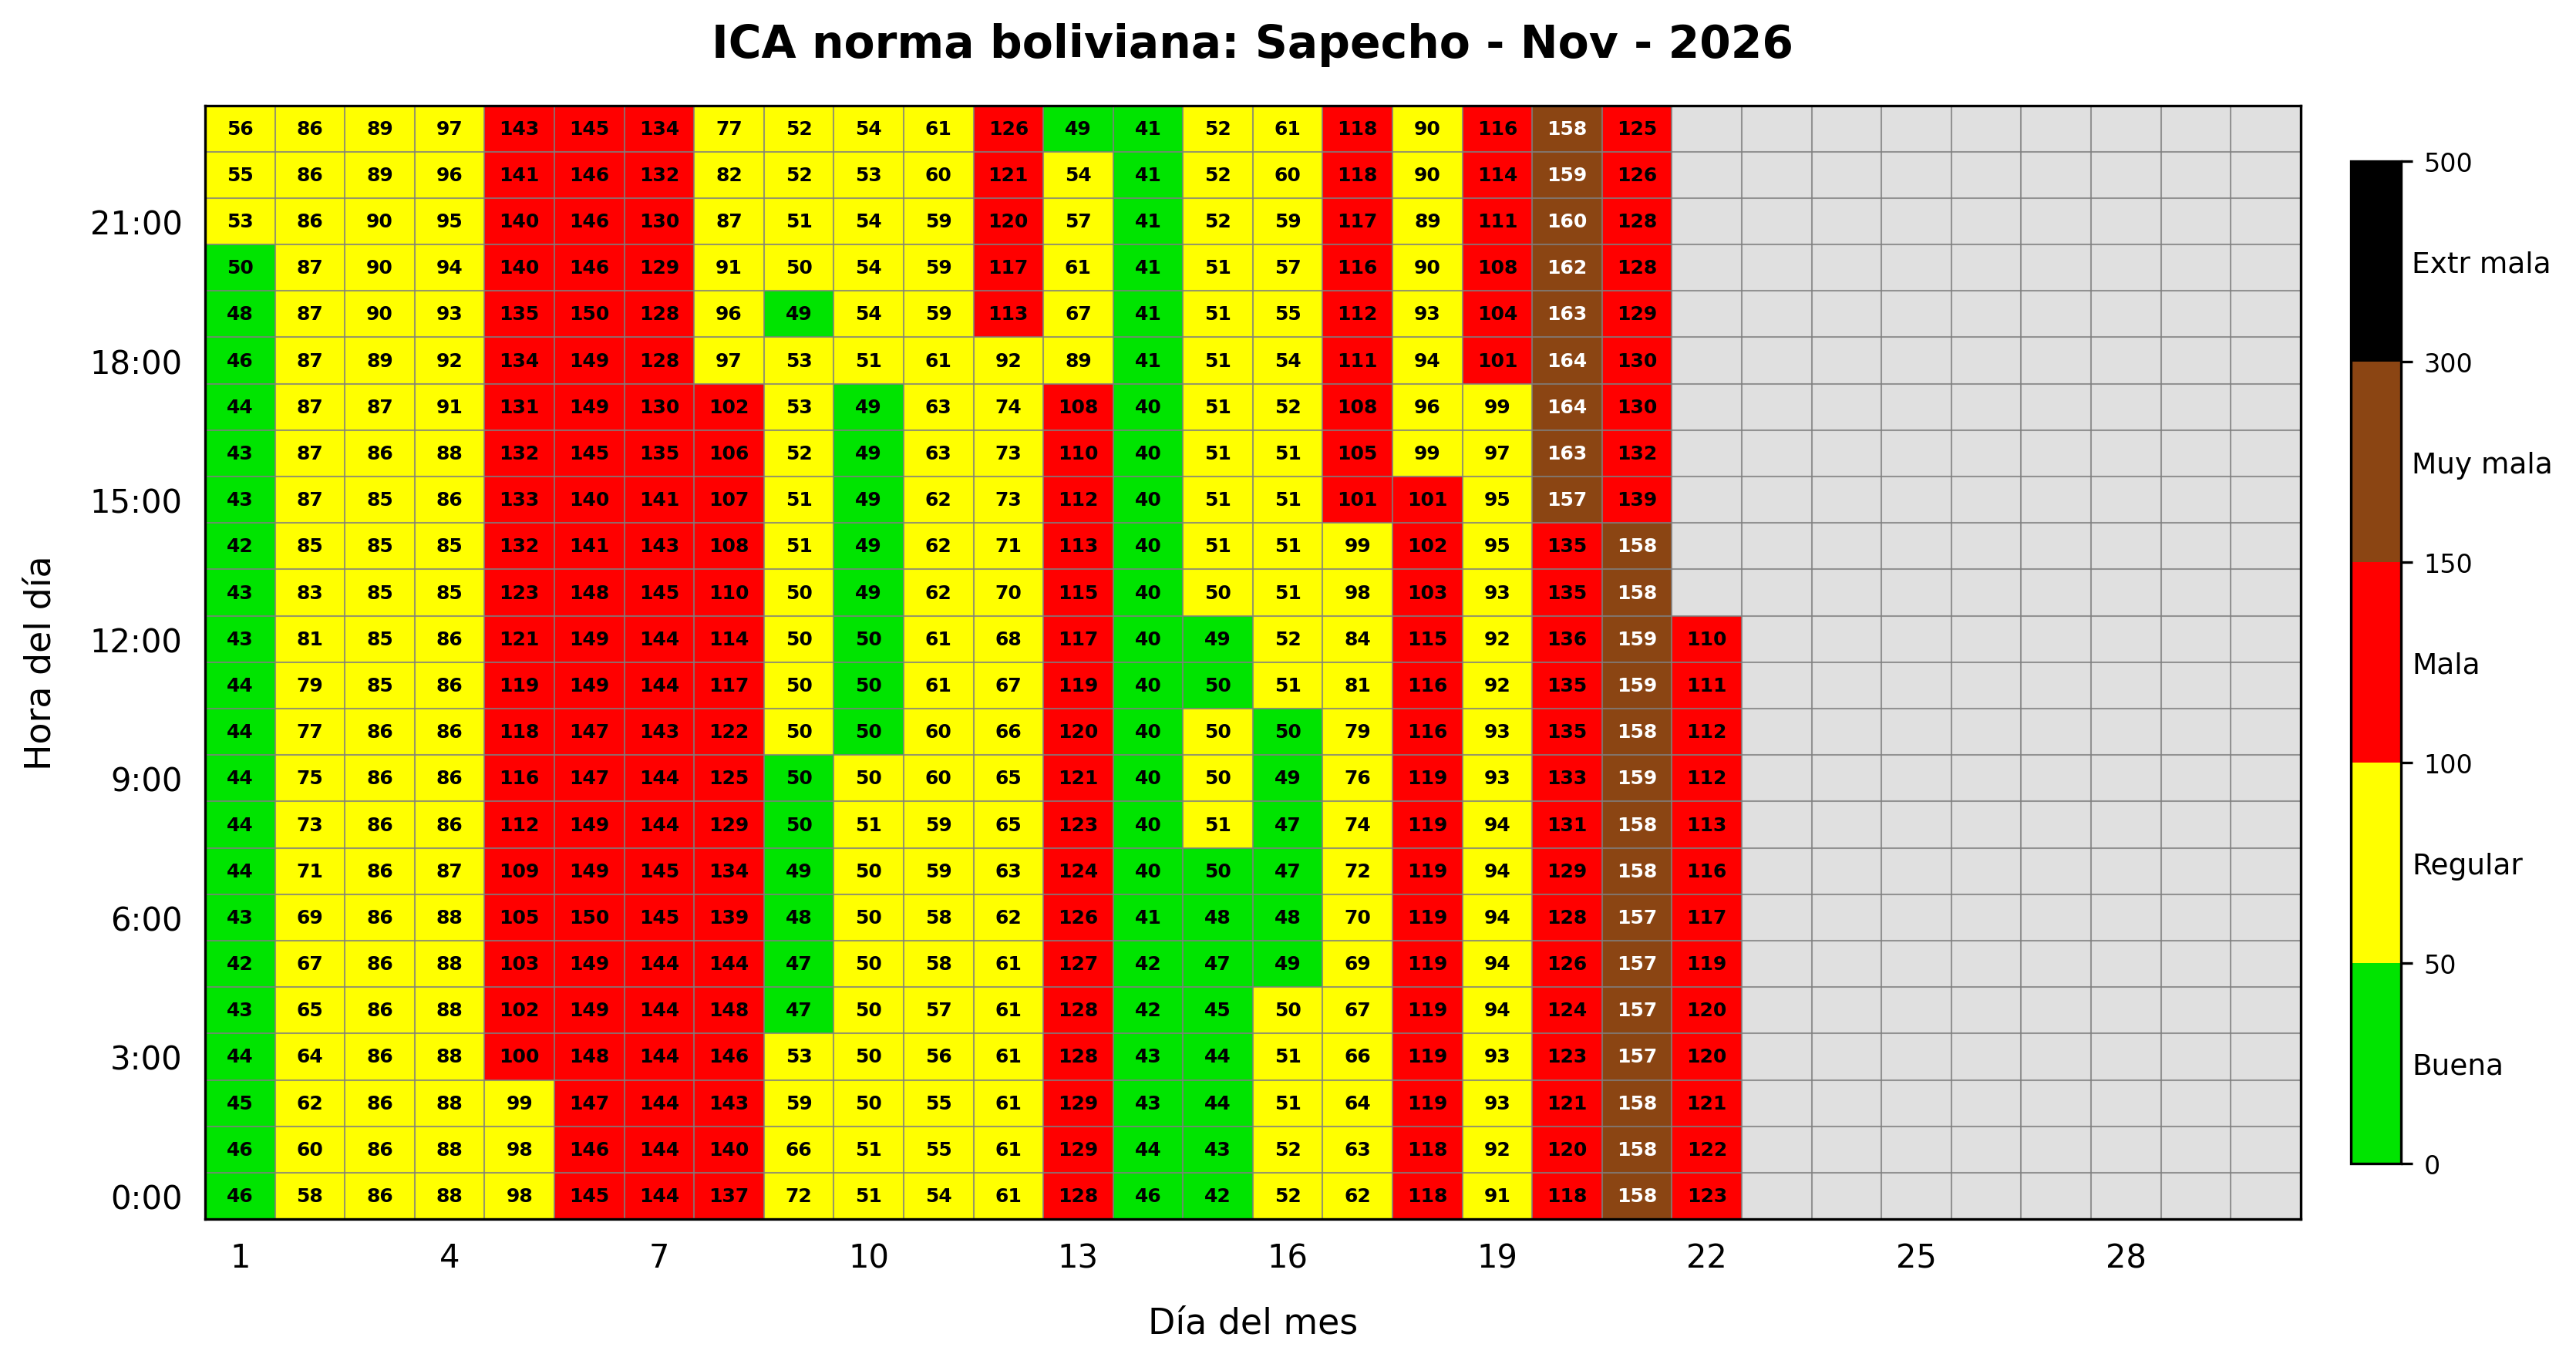 ICA norma boliviana: Sapecho - Nov - 2026
56 86 89 97 143 145 134 77 52 54 61 126 49 41 52 61 118 90 116 158 125
55 86 89 96 141 146 132 82 52 53 60 121 54 41 52 60 118 90 114 159 126
21:00 53 86 90 95 140 146 130 87 51 54 59 120 57 41 52 59 117 89 111 160 128
50 87 90 94 140 146 129 91 50 54 59 117 61 41 51 57 116 90 108 162 128
48 87 90 93 135 150 128 96 49 54 59 113 67 41 51 55 112 93 104 163 129
18:00 46 87 89 92 134 149 128 97 53 51 61 92 89 41 51 54 111 94 101 164 130
44 87 87 91 131 149 130 102 53 49 63 74 108 40 51 52 108 96 99 164 130
43 87 86 88 132 145 135 106 52 49 63 73 110 40 51 51 105 99 97 163 132
15:00 43 87 85 86 133 140 141 107 51 49 62 73 112 40 51 51 101 101 95 157 139
42 85 85 85 132 141 143 108 51 49 62 71 113 40 51 51 99 102 95 135 158
43 83 85 85 123 148 145 110 50 49 62 70 115 40 50 51 98 103 93 135 158
12:00 43 81 85 86 121 149 144 114 50 50 61 68 117 40 49 52 84 115 92 136 159 110
44 79 85 86 119 149 144 117 50 50 61 67 119 40 50 51 81 116 92 135 159 111
44 77 86 86 118 147 143 122 50 50 60 66 120 40 50 50 79 116 93 135 158 112
9:00 44 75 86 86 116 147 144 125 50 50 60 65 121 40 50 49 76 119 93 133 159 112
44 73 86 86 112 149 144 129 50 51 59 65 123 40 51 47 74 119 94 131 158 113
44 71 86 87 109 149 145 134 49 50 59 63 124 40 50 47 72 119 94 129 158 116
6:00 43 69 86 88 105 150 145 139 48 50 58 62 126 41 48 48 70 119 94 128 157 117
42 67 86 88 103 149 144 144 47 50 58 61 127 42 47 49 69 119 94 126 157 119
43 65 86 88 102 149 144 148 47 50 57 61 128 42 45 50 67 119 94 124 157 120
3:00 44 64 86 88 100 148 144 146 53 50 56 61 128 43 44 51 66 119 93 123 157 120
45 62 86 88 99 147 144 143 59 50 55 61 129 43 44 51 64 119 93 121 158 121
46 60 86 88 98 146 144 140 66 51 55 61 129 44 43 52 63 118 92 120 158 122
0:00 46 58 86 88 98 145 144 137 72 51 54 61 128 46 42 52 62 118 91 118 158 123
1 4 7 10 13 16 19 22 25 28
Día del mes
Hora del día
500
Extr mala
300
Muy mala
150
Mala
100
Regular
50
Buena
0